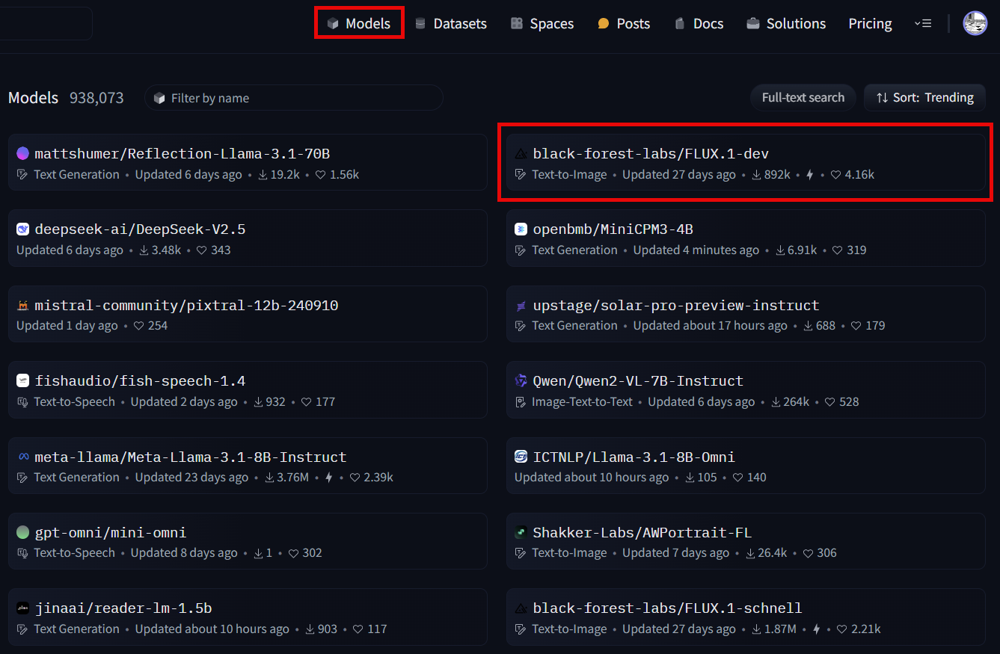 Models Datasets Spaces Posts Docs Solutions Pricing
Models 938,073 Filter by name Full-text search Sort: Trending
mattshumer/Reflection-Llama-3.1-70B
Text Generation • Updated 6 days ago • 19.2k • 1.56k
black-forest-labs/FLUX.1-dev
Text-to-Image • Updated 27 days ago • 892k • • 4.16k
deepseek-ai/DeepSeek-V2.5
Updated 6 days ago • 3.48k • 343
openbmb/MiniCPM3-4B
Text Generation • Updated 4 minutes ago • 6.91k • 319
mistral-community/pixtral-12b-240910
Updated 1 day ago • 254
upstage/solar-pro-preview-instruct
Text Generation • Updated about 17 hours ago • 688 • 179
fishaudio/fish-speech-1.4
Text-to-Speech • Updated 2 days ago • 932 • 177
Qwen/Qwen2-VL-7B-Instruct
Image-Text-to-Text • Updated 6 days ago • 264k • 528
meta-llama/Meta-Llama-3.1-8B-Instruct
Text Generation • Updated 23 days ago • 3.76M • • 2.39k
ICTNLP/Llama-3.1-8B-Omni
Updated about 10 hours ago • 105 • 140
gpt-omni/mini-omni
Text-to-Speech • Updated 8 days ago • 1 • 302
Shakker-Labs/AWPortrait-FL
Text-to-Image • Updated 7 days ago • 26.4k • 306
jinaai/reader-lm-1.5b
Text Generation • Updated about 10 hours ago • 903 • 117
black-forest-labs/FLUX.1-schnell
Text-to-Image • Updated 27 days ago • 1.87M • • 2.21k